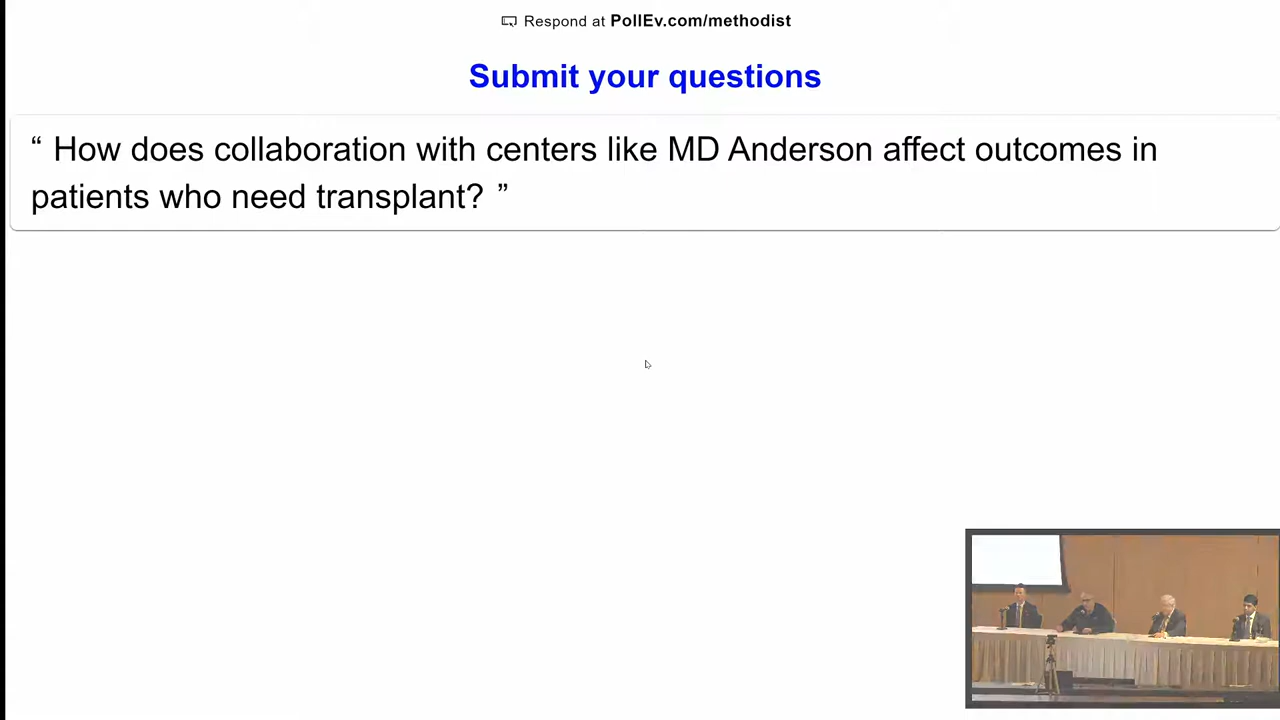 Respond at PollEv.com/methodist
Submit your questions
“ How does collaboration with centers like MD Anderson affect outcomes in
patients who need transplant? ”